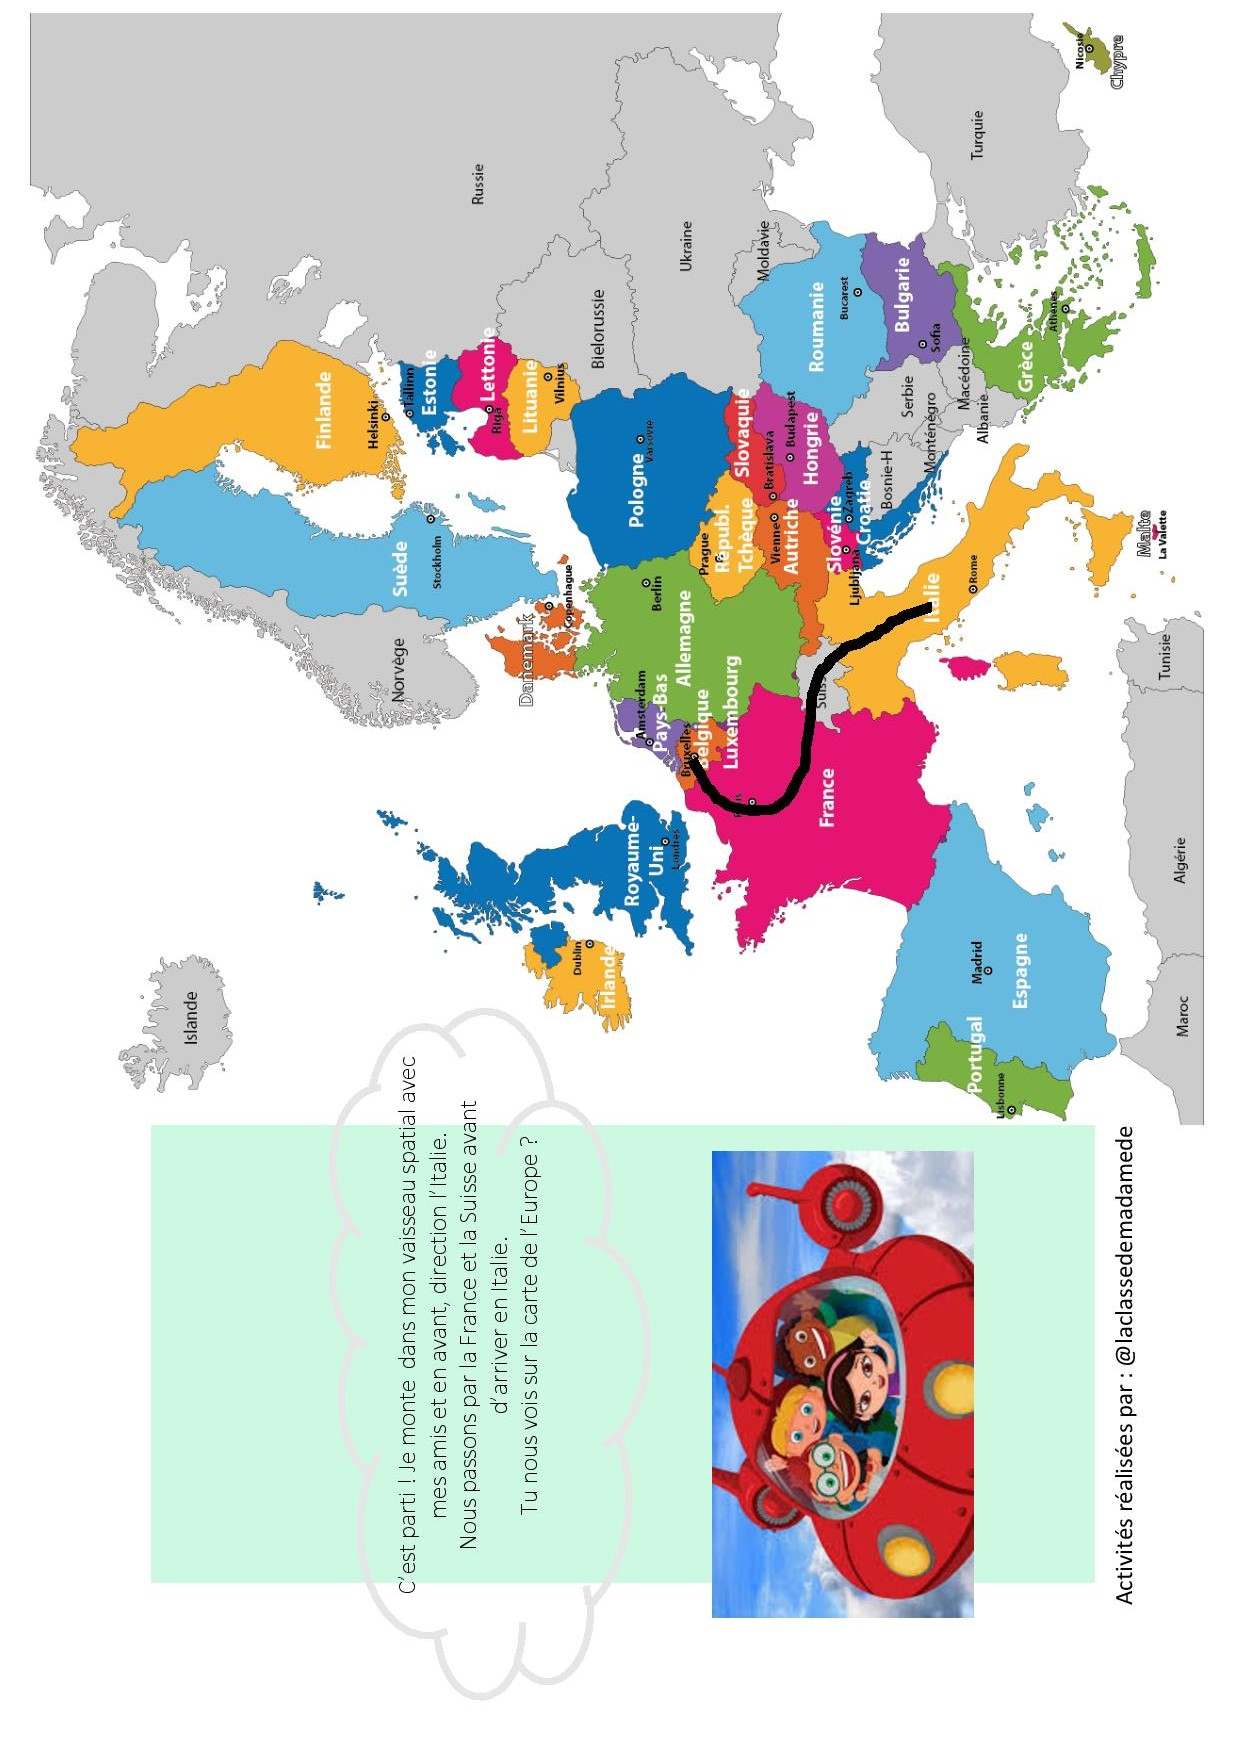 C'est parti ! Je monte dans mon vaisseau spatial avec
mes amis et en avant, direction l'Italie.
Nous passons par la France et la Suisse avant
d'arriver en Italie.
Tu nous vois sur la carte de l'Europe ?
Activités réalisées par : @laclassedemadamede
Islande
Norvège
Suède
Stockholm
Finlande
Helsinki
Russie
Tallinn
Estonie
Lettonie
Riga
Lituanie
Vilnius
Danemark
Copenhague
Irlande
Dublin
Royaume-
Uni
Londres
Amsterdam
Pays-Bas
Bruxelles
Belgique
Luxembourg
Berlin
Allemagne
Pologne
Varsovie
Bielorussie
Ukraine
Moldavie
Prague
Républ.
Tchèque
Slovaquie
Bratislava
Vienne
Autriche
Budapest
Hongrie
Slovénie
Ljubljana
Zagreb
Croatie
Bosnie-H
Serbie
Monténégro
Macédoine
Albanie
Roumanie
Bucarest
Bulgarie
Sofia
Grèce
Athènes
Turquie
Nicosie
Chypre
France
Italie
Rome
Malte
La Valette
Espagne
Madrid
Portugal
Lisbonne
Maroc
Algérie
Tunisie